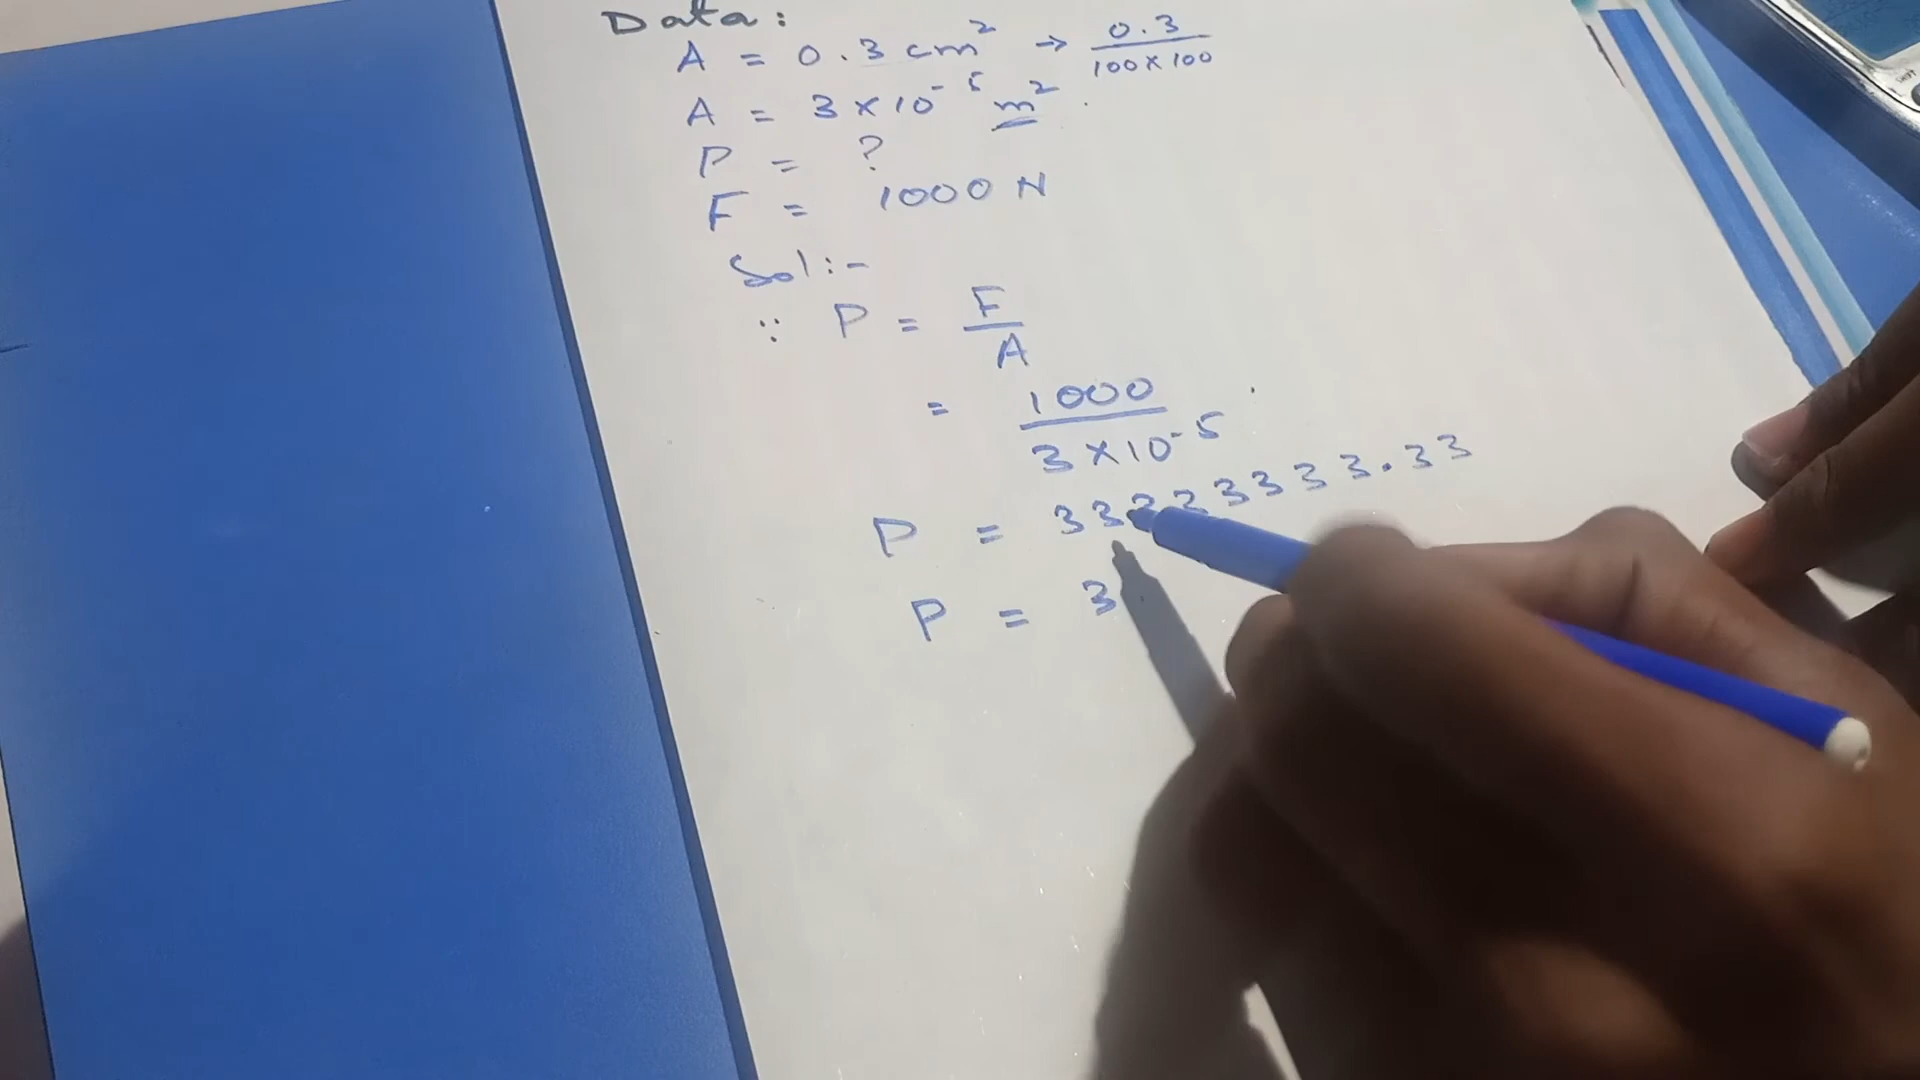 Data:
A = 0.3 cm² → 0.3 / 100×100
A = 3×10⁻⁵ m².
P = ?
F = 1000 N
Sol:-
∵ P = F / A
= 1000 / 3×10⁻⁵
P = 33333333.33
P = 3